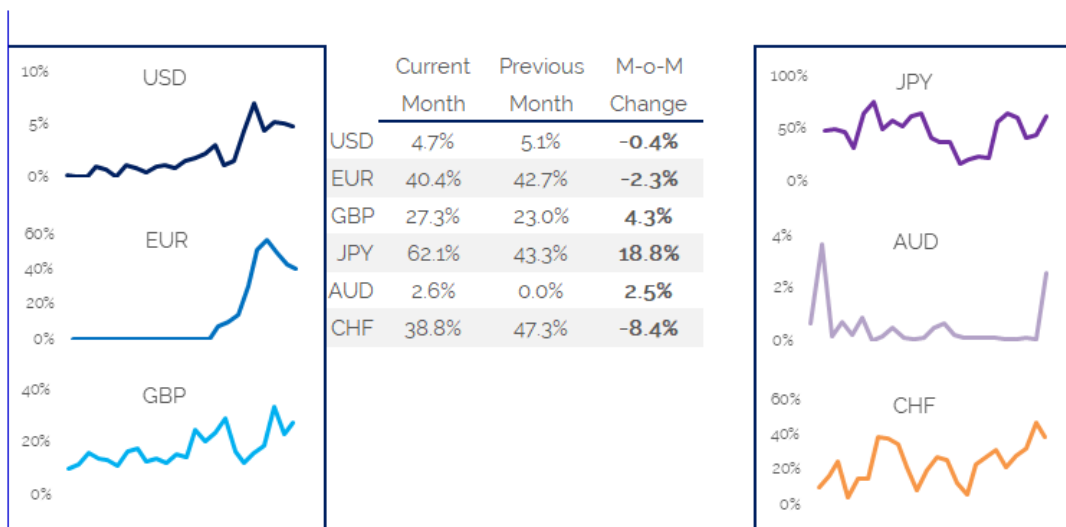 USD
10%
5%
0%
EUR
60%
40%
20%
0%
GBP
40%
20%
0%
Current Month Previous Month M-o-M Change
USD 4.7% 5.1% -0.4%
EUR 40.4% 42.7% -2.3%
GBP 27.3% 23.0% 4.3%
JPY 62.1% 43.3% 18.8%
AUD 2.6% 0.0% 2.5%
CHF 38.8% 47.3% -8.4%
JPY
100%
50%
0%
AUD
4%
2%
0%
CHF
60%
40%
20%
0%